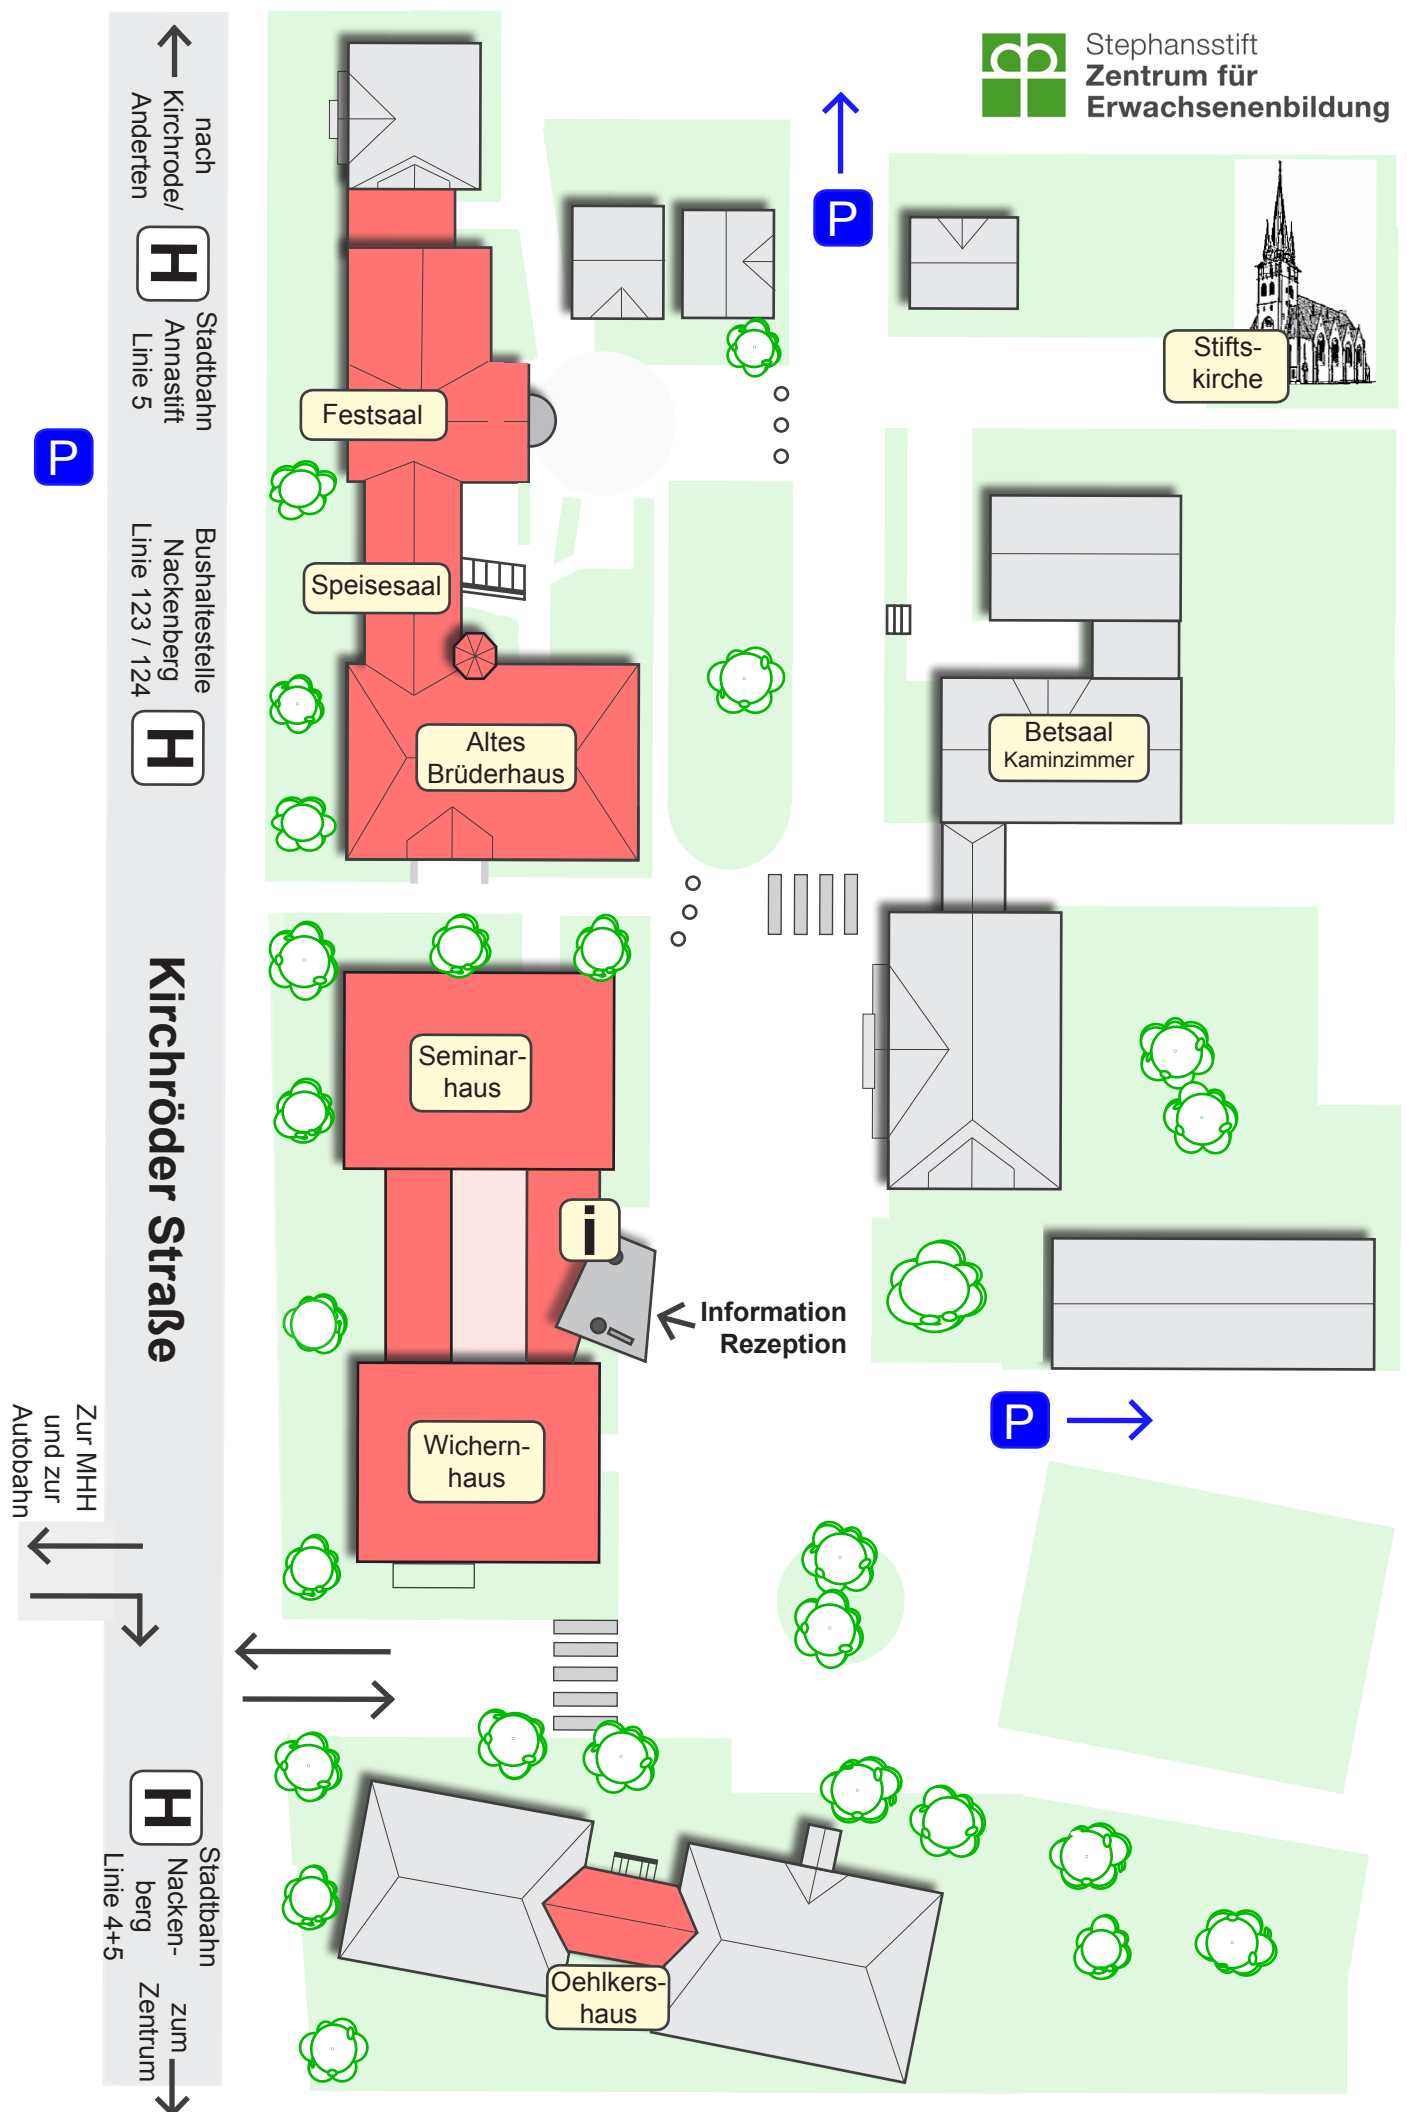 Stephansstift
Zentrum für
Erwachsenenbildung
nach
Kirchrode/
Anderten
H
Stadtbahn
Annastift
Linie 5
P
P
Stifts-
kirche
Festsaal
Bushaltestelle
Nackenberg
Linie 123 / 124
H
Speisesaal
Altes
Brüderhaus
Betsaal
Kaminzimmer
Kirchröder Straße
Seminar-
haus
i
Information
Rezeption
Wichern-
haus
P
Zur MHH
und zur
Autobahn
H
Stadtbahn
Nacken-
berg
Linie 4+5
zum
Zentrum
Oehlkers-
haus